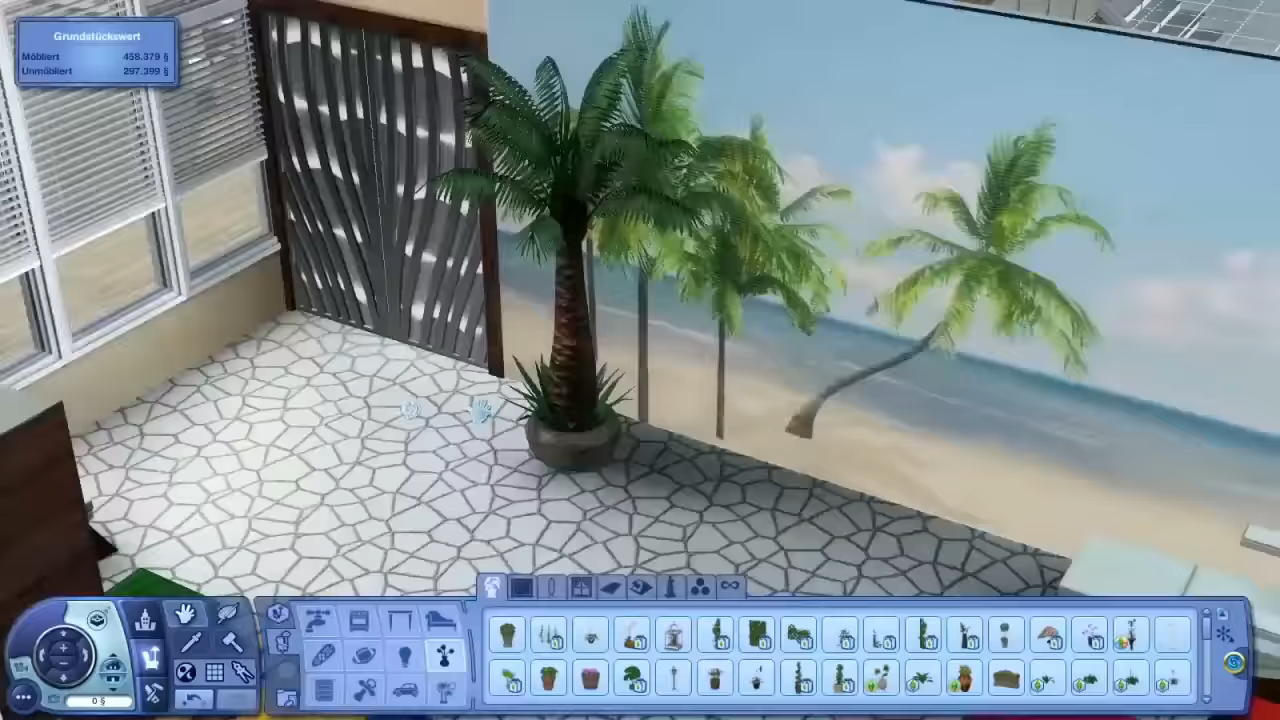 Grundstückswert
Möbliert 458.379 §
Unmöbliert 297.399 §
0 §